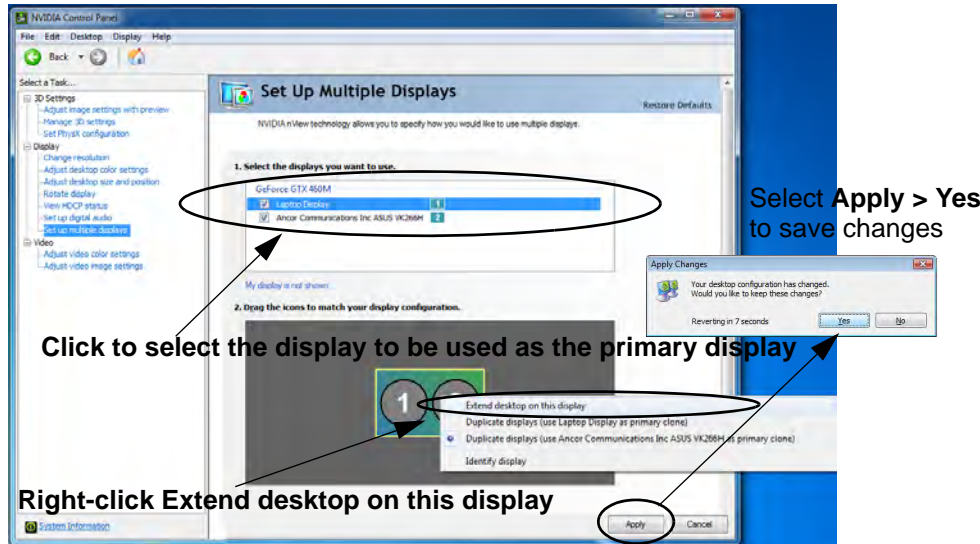 NVIDIA Control Panel
File Edit Desktop Display Help
Back
Select a Task...
3D Settings
Adjust image settings with preview
Manage 3D settings
Set PhysX configuration
Display
Change resolution
Adjust desktop color settings
Adjust desktop size and position
Rotate display
View HDCP status
Set up digital audio
Set up multiple displays
Video
Adjust video color settings
Adjust video image settings
System Information
Set Up Multiple Displays
Restore Defaults
NVIDIA nView technology allows you to specify how you would like to use multiple displays.
1. Select the displays you want to use.
GeForce GTX 460M
Laptop Display 1
Ancor Communications Inc ASUS VK266H 2
My display is not shown...
2. Drag the icons to match your display configuration.
Click to select the display to be used as the primary display
1
Extend desktop on this display
Duplicate displays (use Laptop Display as primary clone)
Duplicate displays (use Ancor Communications Inc ASUS VK266H as primary clone)
Identify display
Right-click Extend desktop on this display
Apply Cancel
Select Apply > Yes
to save changes
Apply Changes
Your desktop configuration has changed.
Would you like to keep these changes?
Reverting in 7 seconds
Yes No